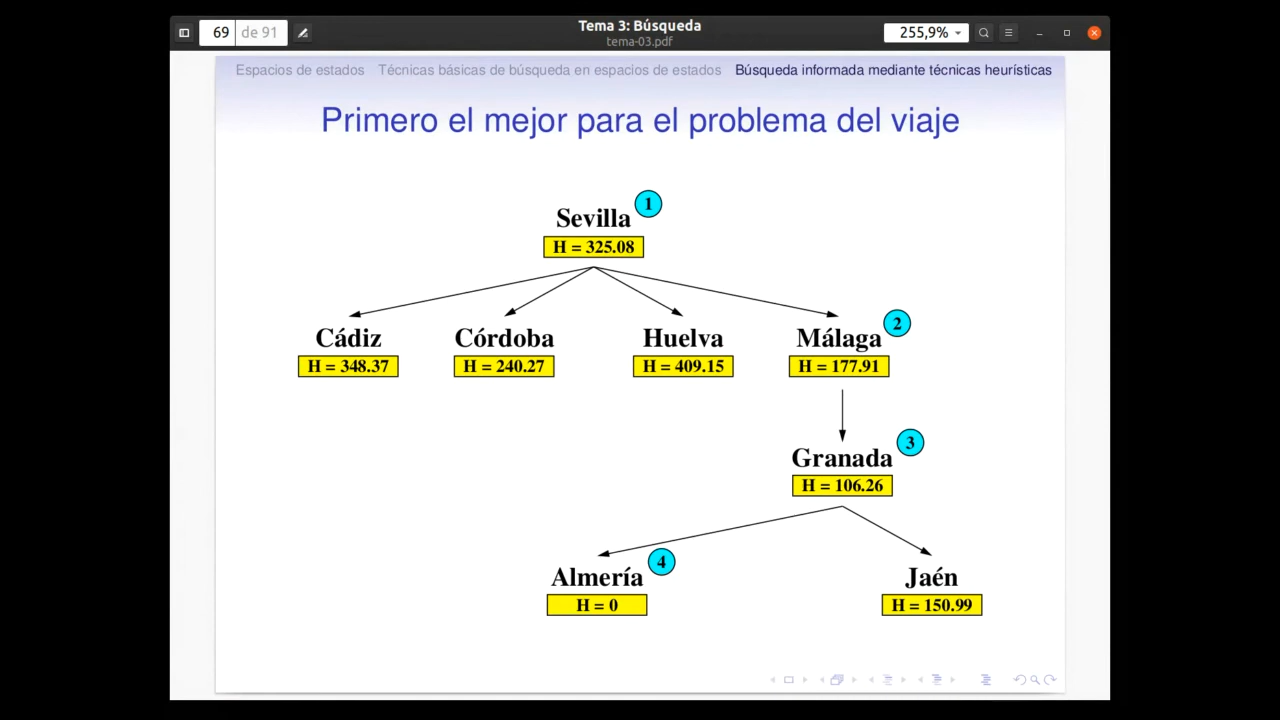 69 de 91
Tema 3: Búsqueda
tema-03.pdf
255,9%
Espacios de estados Técnicas básicas de búsqueda en espacios de estados Búsqueda informada mediante técnicas heurísticas
Primero el mejor para el problema del viaje
Sevilla 1
H = 325.08
Cádiz Córdoba Huelva Málaga 2
H = 348.37 H = 240.27 H = 409.15 H = 177.91
Granada 3
H = 106.26
Almería 4 Jaén
H = 0 H = 150.99